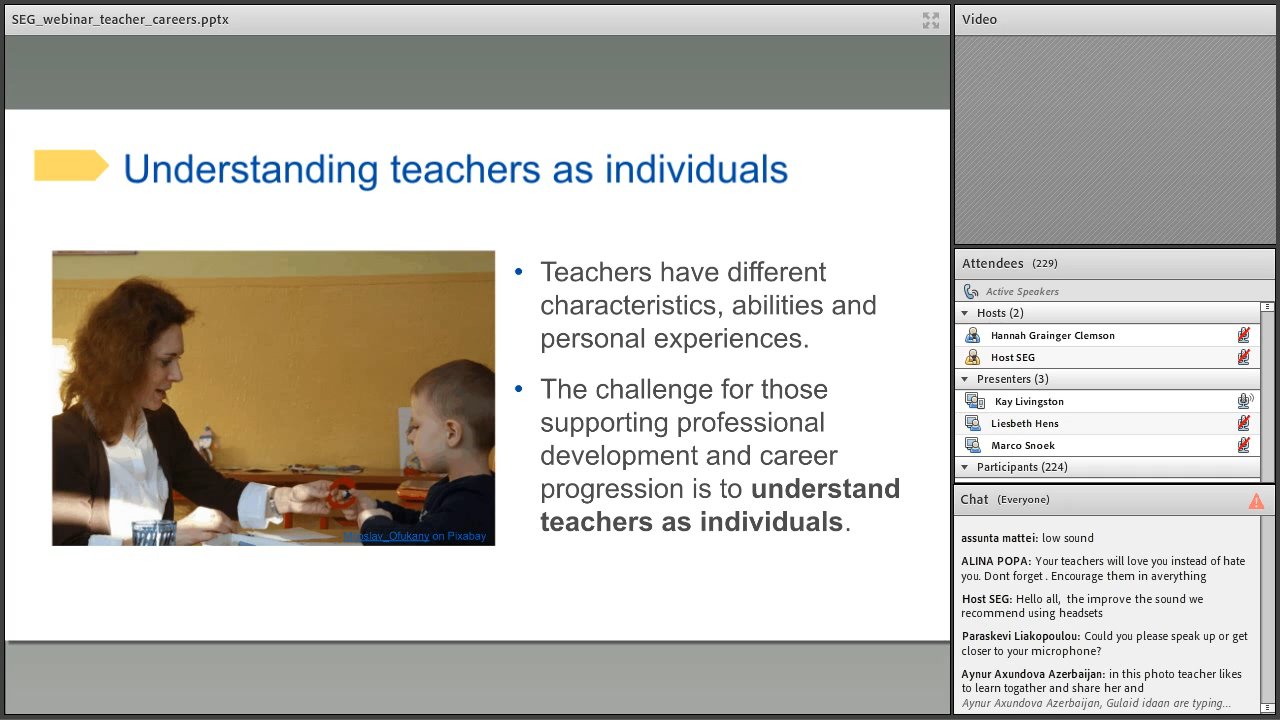 SEG_webinar_teacher_careers.pptx
Understanding teachers as individuals
• Teachers have different
characteristics, abilities and
personal experiences.
• The challenge for those
supporting professional
development and career
progression is to understand
teachers as individuals.
on Pixabay
Video
Attendees (229)
Active Speakers
Hosts (2)
Hannah Grainger Clemson
Host SEG
Presenters (3)
Kay Livingston
Liesbeth Hens
Marco Snoek
Participants (224)
Chat (Everyone)
assunta mattei: low sound
ALINA POPA: Your teachers will love you instead of hate
you. Dont forget . Encourage them in averything
Host SEG: Hello all, the improve the sound we
recommend using headsets
Paraskevi Liakopoulou: Could you please speak up or get
closer to your microphone?
Aynur Axundova Azerbaijan: in this photo teacher likes
to learn togather and share her and
Aynur Axundova Azerbaijan, Gulaid idaan are typing...